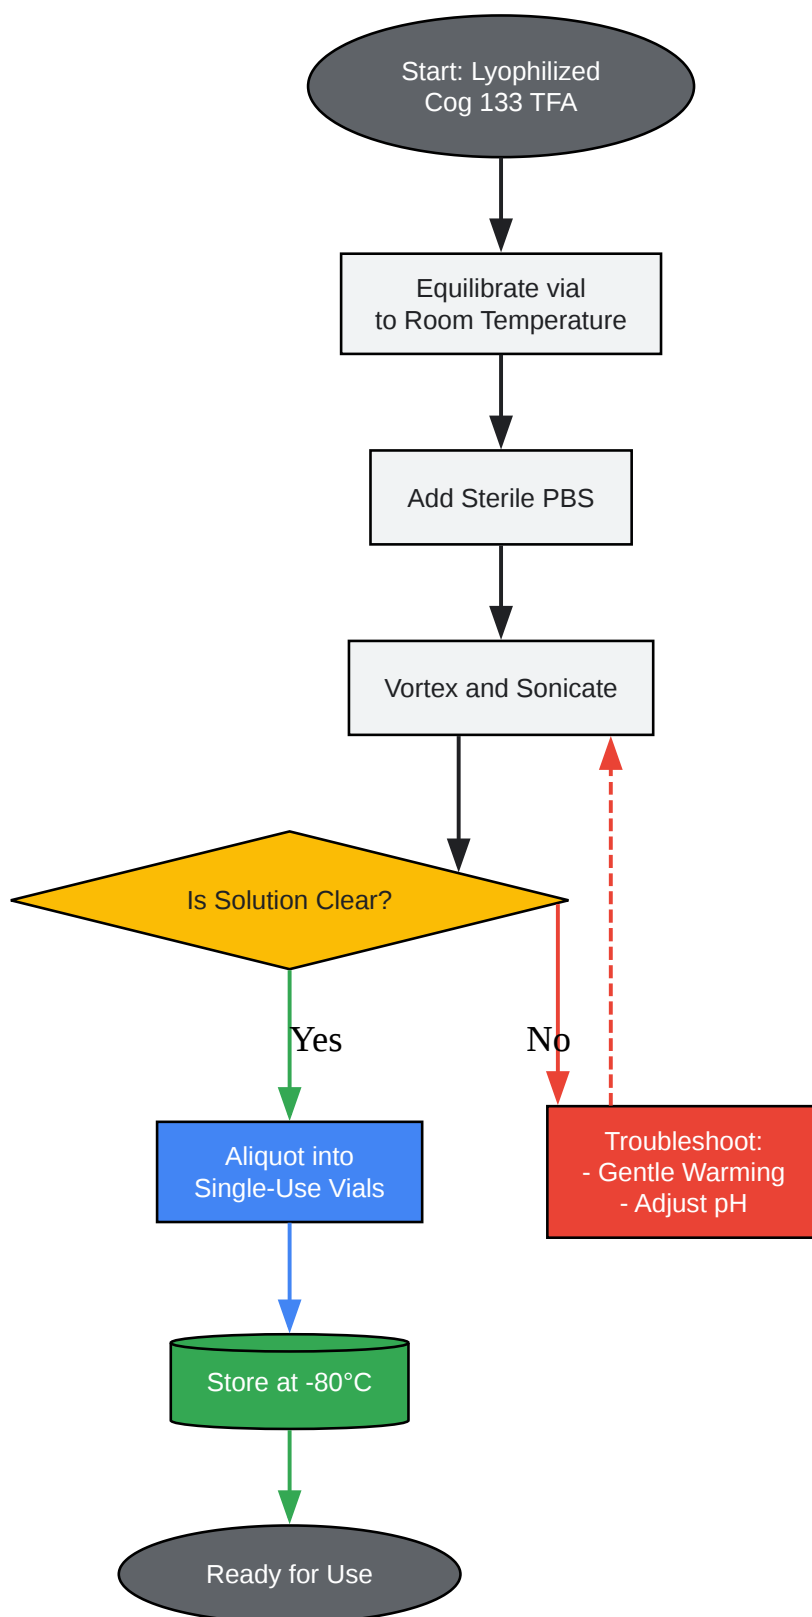 Start: Lyophilized
Cog 133 TFA
Equilibrate vial
to Room Temperature
Add Sterile PBS
Vortex and Sonicate
Is Solution Clear?
Yes
No
Aliquot into
Single-Use Vials
Troubleshoot:
- Gentle Warming
- Adjust pH
Store at -80°C
Ready for Use